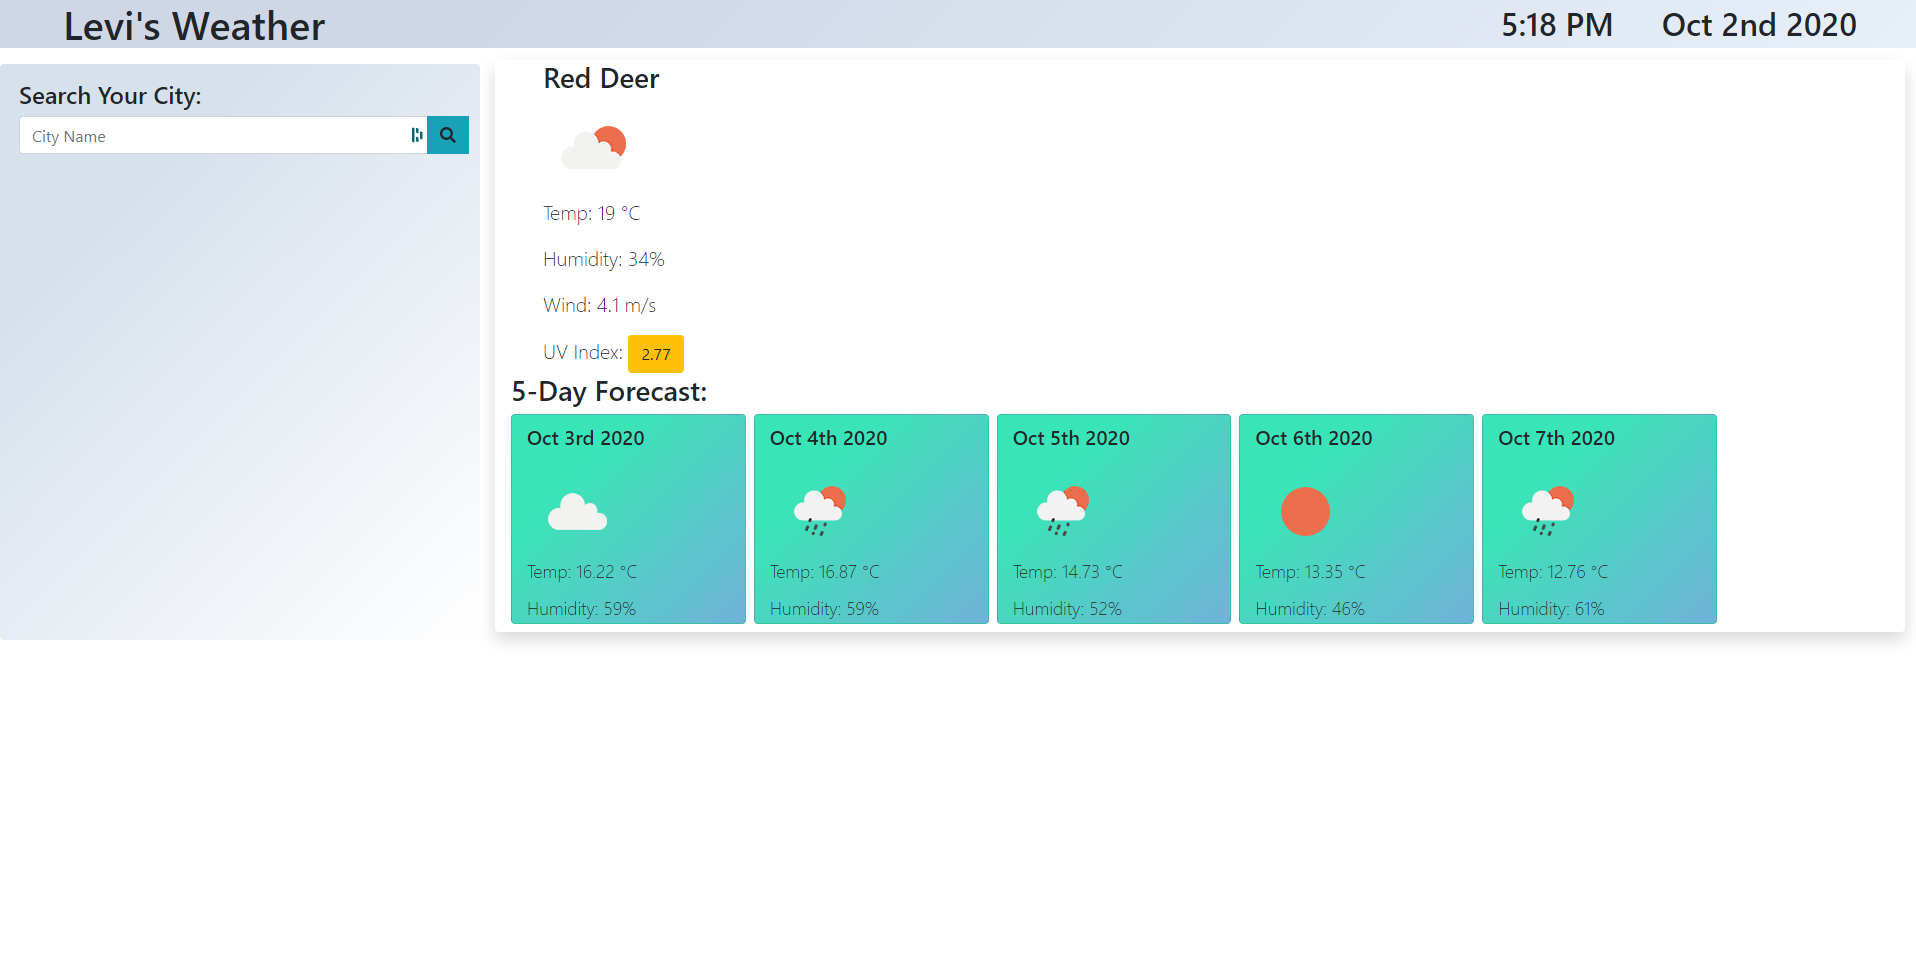 Levi's Weather
5:18 PM Oct 2nd 2020
Search Your City:
City Name
Red Deer
Temp: 19 °C
Humidity: 34%
Wind: 4.1 m/s
UV Index: 2.77
5-Day Forecast:
Oct 3rd 2020
Temp: 16.22 °C
Humidity: 59%
Oct 4th 2020
Temp: 16.87 °C
Humidity: 59%
Oct 5th 2020
Temp: 14.73 °C
Humidity: 52%
Oct 6th 2020
Temp: 13.35 °C
Humidity: 46%
Oct 7th 2020
Temp: 12.76 °C
Humidity: 61%